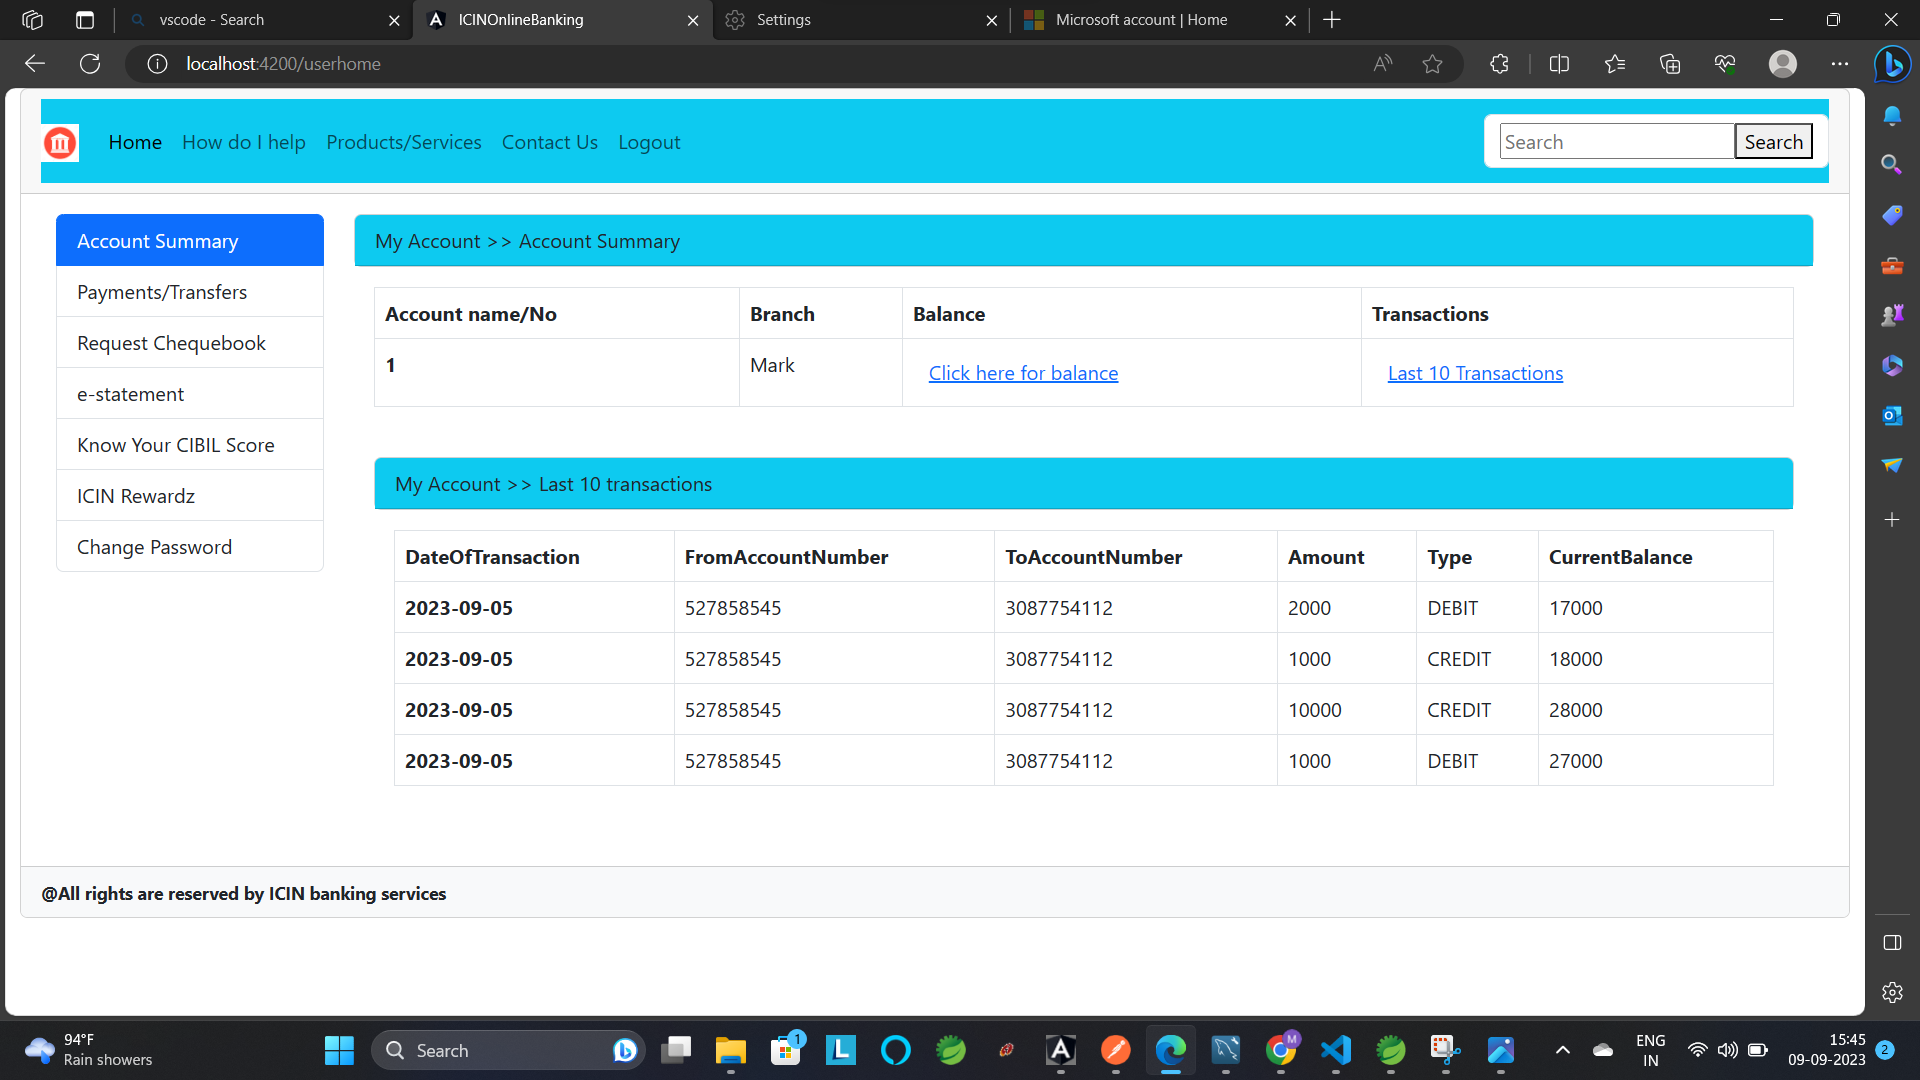 vscode - Search
ICINOnlineBanking
Settings
Microsoft account | Home
localhost:4200/userhome
Home How do I help Products/Services Contact Us Logout Search Search
Account Summary
Payments/Transfers
Request Chequebook
e-statement
Know Your CIBIL Score
ICIN Rewardz
Change Password
My Account >> Account Summary
Account name/No Branch Balance Transactions
1 Mark Click here for balance Last 10 Transactions
My Account >> Last 10 transactions
DateOfTransaction FromAccountNumber ToAccountNumber Amount Type CurrentBalance
2023-09-05 527858545 3087754112 2000 DEBIT 17000
2023-09-05 527858545 3087754112 1000 CREDIT 18000
2023-09-05 527858545 3087754112 10000 CREDIT 28000
2023-09-05 527858545 3087754112 1000 DEBIT 27000
@All rights are reserved by ICIN banking services
94°F
Rain showers
Search
1
L
A
M
ENG
IN
15:45
09-09-2023
2